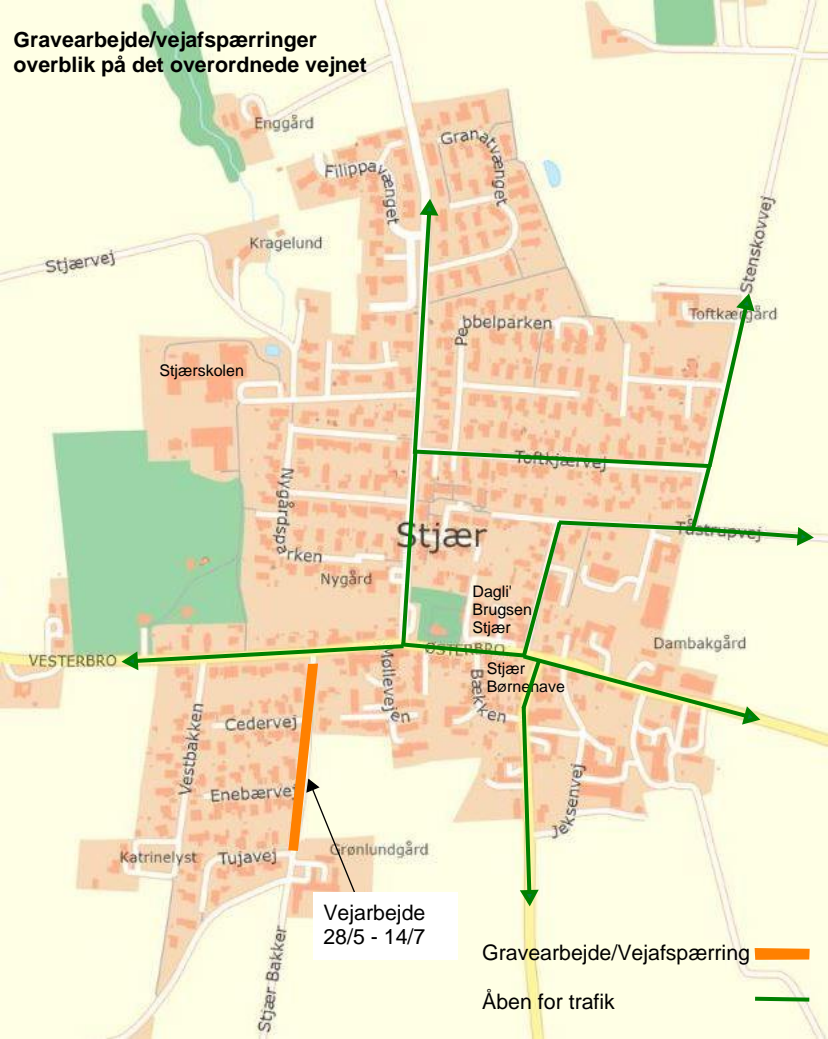 Gravearbejde/vejafspærringer
overblik på det overordnede vejnet
Enggård
Granatvænget
Filippavænget
Kragelund
Stjærvej
Stenskovvej
Toftkærgård
Pebbelparken
Stjærskolen
Toftkjærvej
Nygårdsparken
Stjær
Tåstrupvej
Nygård
Dagli'
Brugsen
Stjær
VESTERBRO
ØSTERBRO
Dambakgård
Møllevejen
Stjær
Børnehave
Bækken
Vestbakken
Cedervej
Enebærvej
Jeksenvej
Katrinelyst
Tujavej
Grønlundgård
Vejarbejde
28/5 - 14/7
Stjær Bakker
Gravearbejde/Vejafspærring
Åben for trafik